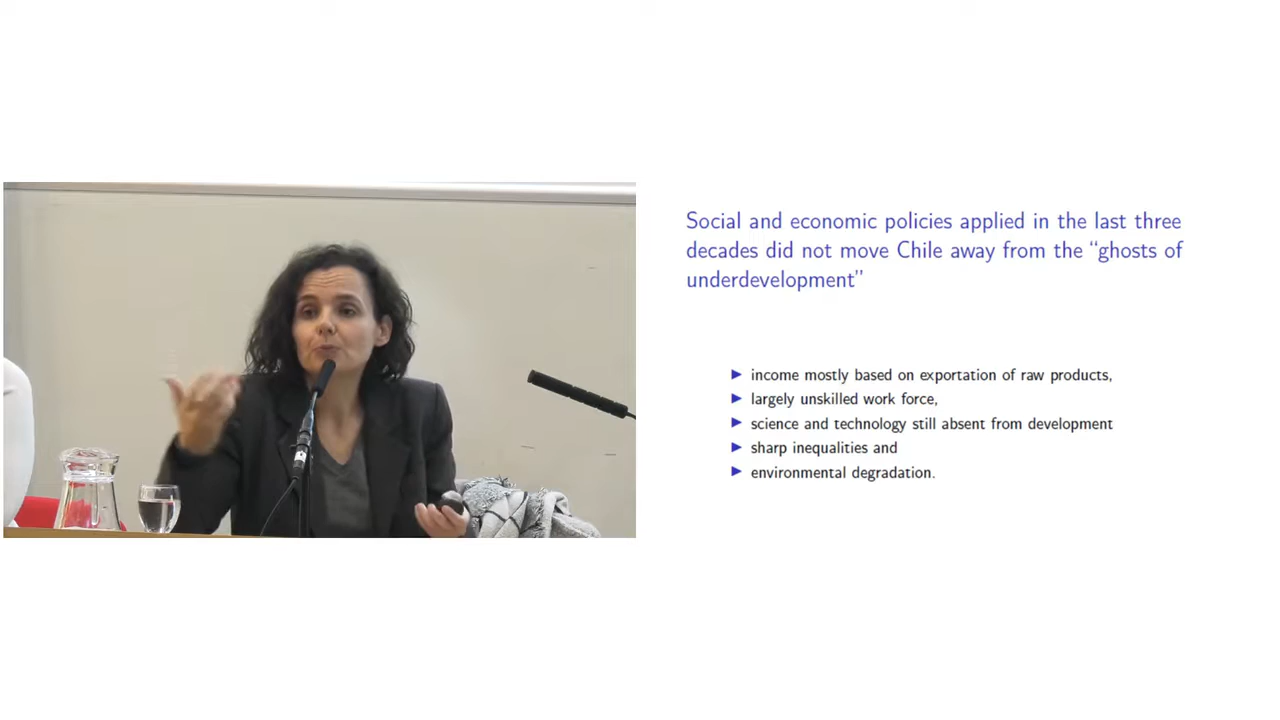 Social and economic policies applied in the last three
decades did not move Chile away from the “ghosts of
underdevelopment”
▶ income mostly based on exportation of raw products,
▶ largely unskilled work force,
▶ science and technology still absent from development
▶ sharp inequalities and
▶ environmental degradation.